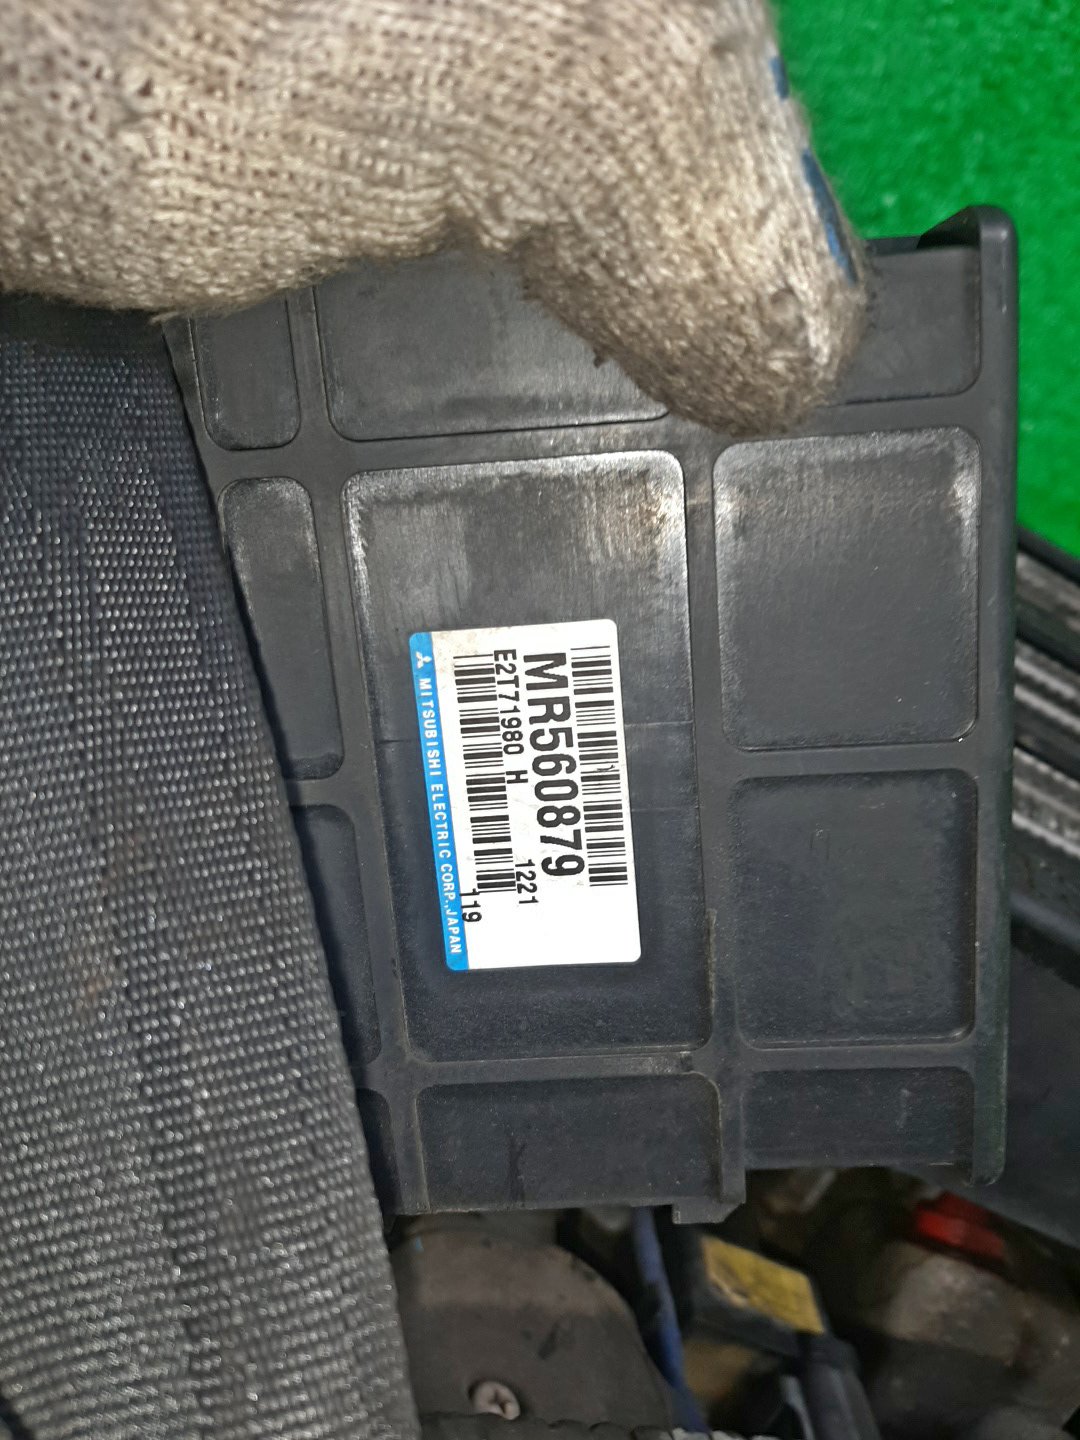 MR560879
1221
E2T71980 H
119
MITSUBISHI ELECTRIC CORP., JAPAN